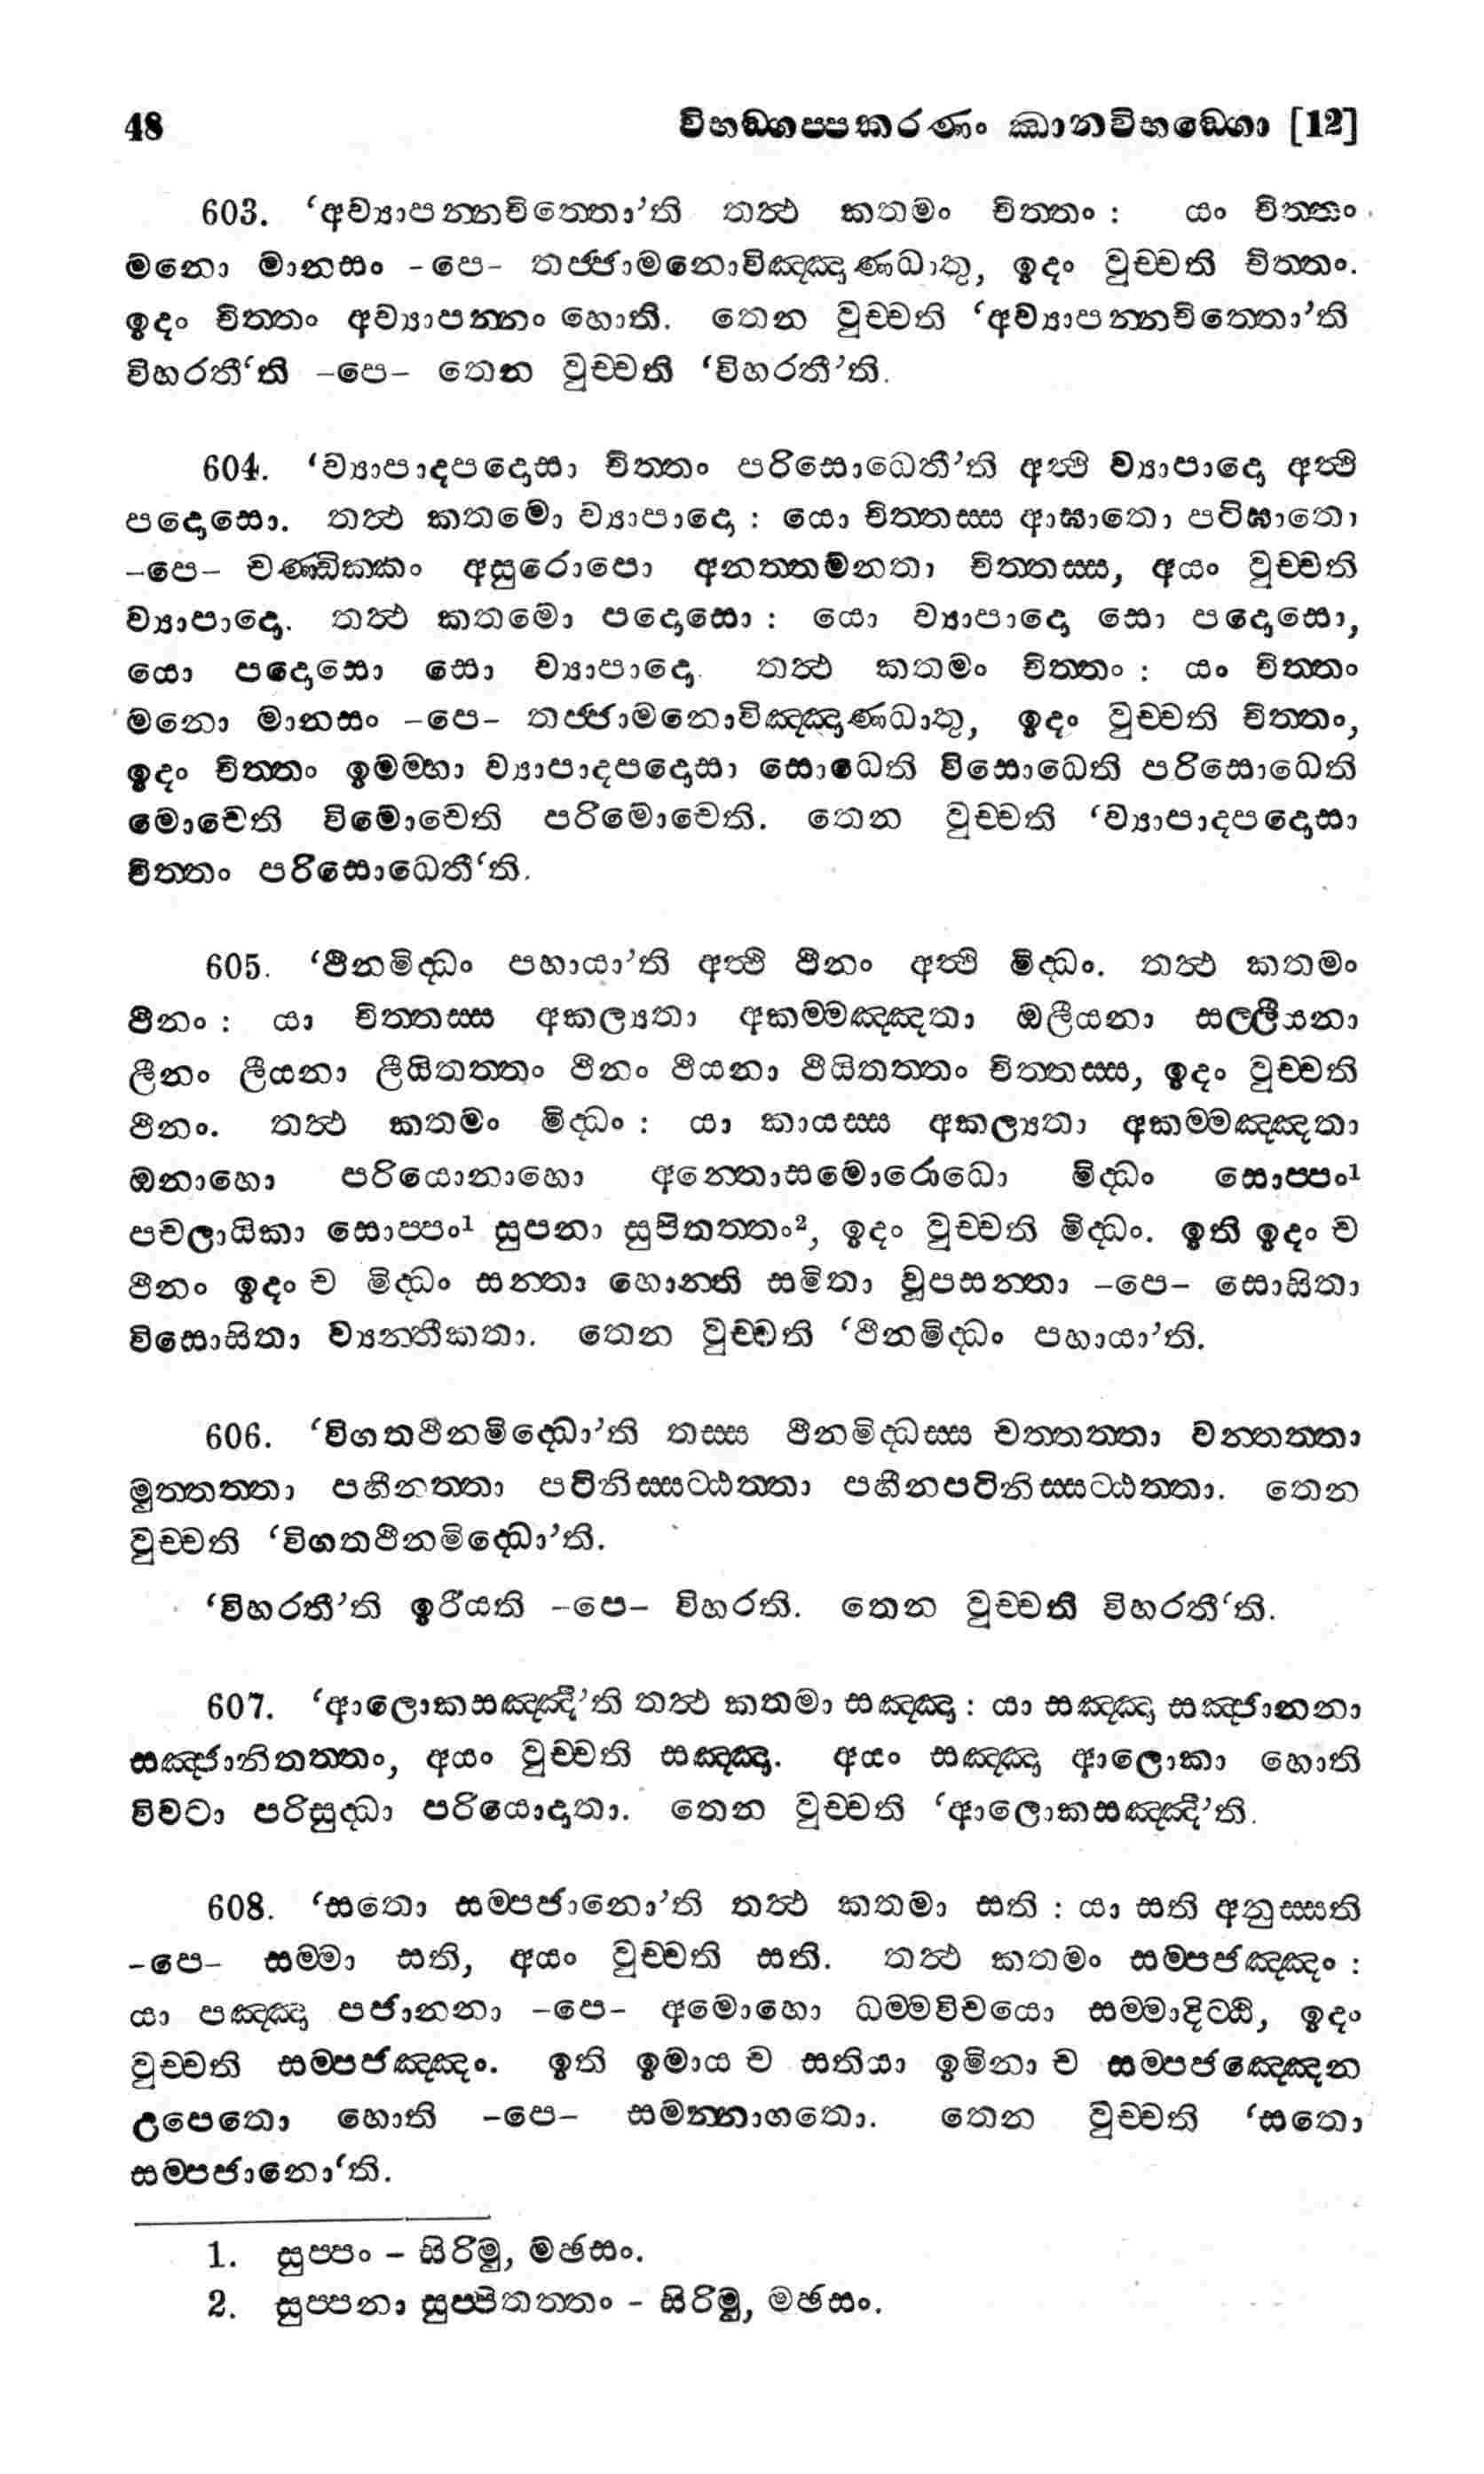 48 විභඞ්ගප්පකරණං ඣානවිභඞ්ගො [12]
603. ‘අව්‍යාපන්නචිත්තො’ති තත්ථ කතමං චිත්තං : යං චිත්තං
මනො මානසං -පෙ- තජ්ජාමනොවිඤ්ඤාණධාතු, ඉදං වුච්චති චිත්තං.
ඉදං චිත්තං අව්‍යාපන්නං හොති. තෙන වුච්චති ‘අව්‍යාපන්නචිත්තො’ති
විහරතී‘ති -පෙ- තෙන වුච්චති ‘විහරතී’ති.
604. ‘ව්‍යාපාදපදොසා චිත්තං පරිසොධෙතී’ති අත්ථි ව්‍යාපාදො අත්ථි
පදොසො. තත්ථ කතමො ව්‍යාපාදො : යො චිත්තස්ස ආඝාතො පටිඝාතො
-පෙ- චණ්ඩික්කං අසුරොපො අනත්තමනතා චිත්තස්ස, අයං වුච්චති
ව්‍යාපාදො. තත්ථ කතමො පදොසො : යො ව්‍යාපාදො සො පදොසො,
යො පදොසො සො ව්‍යාපාදො. තත්ථ කතමං චිත්තං : යං චිත්තං
මනො මානසං -පෙ- තජ්ජාමනොවිඤ්ඤාණධාතු, ඉදං වුච්චති චිත්තං,
ඉදං චිත්තං ඉමම්හා ව්‍යාපාදපදොසා සොධෙති විසොධෙති පරිසොධෙති
මොචෙති විමොචෙති පරිමොචෙති. තෙන වුච්චති ‘ව්‍යාපාදපදොසා
චිත්තං පරිසොධෙතී‘ති.
605. ‘ථීනමිද්ධං පහායා’ති අත්ථි ථීනං අත්ථි මිද්ධං. තත්ථ කතමං
ථීනං : යා චිත්තස්ස අකල්‍යතා අකම්මඤ්ඤතා ඔලීයනා සල්ලීයනා
ලීනං ලීයනා ලීයිතත්තං ථීනං ථීයනා ථීයිතත්තං චිත්තස්ස, ඉදං වුච්චති
ථීනං. තත්ථ කතමං මිද්ධං : යා කායස්ස අකල්‍යතා අකම්මඤ්ඤතා
ඔනාහො පරියොනාහො අන්තොසමොරොධො මිද්ධං සොප්පං¹
පචලායිකා සොප්පං¹ සුපනා සුපිතත්තං², ඉදං වුච්චති මිද්ධං. ඉති ඉදං ච
ථීනං ඉදං ච මිද්ධං සන්තා හොන්ති සමිතා වූපසන්තා -පෙ- සොසිතා
විසොසිතා ව්‍යන්තීකතා. තෙන වුච්චති ‘ථීනමිද්ධං පහායා’ති.
606. ‘විගතථීනමිද්ධො’ති තස්ස ථීනමිද්ධස්ස චත්තත්තා වන්තත්තා
මුත්තත්තා පහීනත්තා පටිනිස්සට්ඨත්තා පහීනපටිනිස්සට්ඨත්තා. තෙන
වුච්චති ‘විගතථීනමිද්ධො’ති.
‘විහරතී’ති ඉරීයති -පෙ- විහරති. තෙන වුච්චති විහරතී‘ති.
607. ‘ආලොකසඤ්ඤී’ති තත්ථ කතමා සඤ්ඤා : යා සඤ්ඤා සඤ්ජානනා
සඤ්ජානිතත්තං, අයං වුච්චති සඤ්ඤා. අයං සඤ්ඤා ආලොකා හොති
විවටා පරිසුද්ධා පරියොදාතා. තෙන වුච්චති ‘ආලොකසඤ්ඤී’ති.
608. ‘සතො සම්පජානො’ති තත්ථ කතමා සති : යා සති අනුස්සති
-පෙ- සම්මා සති, අයං වුච්චති සති. තත්ථ කතමං සම්පජඤ්ඤං :
යා පඤ්ඤා පජානනා -පෙ- අමොහො ධම්මවිචයො සම්මාදිට්ඨි, ඉදං
වුච්චති සම්පජඤ්ඤං. ඉති ඉමාය ච සතියා ඉමිනා ච සම්පජඤ්ඤෙන
උපෙතො හොති -පෙ- සමන්නාගතො. තෙන වුච්චති ‘සතො
සම්පජානො‘ති.
1. සුප්පං - සිරිමු, මඡසං.
2. සුප්පනා සුප්පිතත්තං - සිරිමු, මඡසං.